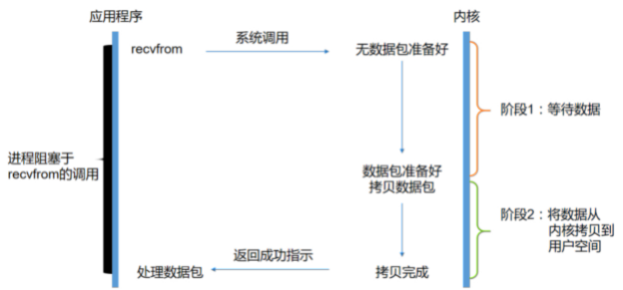 应用程序
内核
recvfrom
系统调用
无数据包准备好
阶段1：等待数据
进程阻塞于
recvfrom的调用
数据包准备好
拷贝数据包
阶段2：将数据从
内核拷贝到
用户空间
返回成功指示
处理数据包
拷贝完成